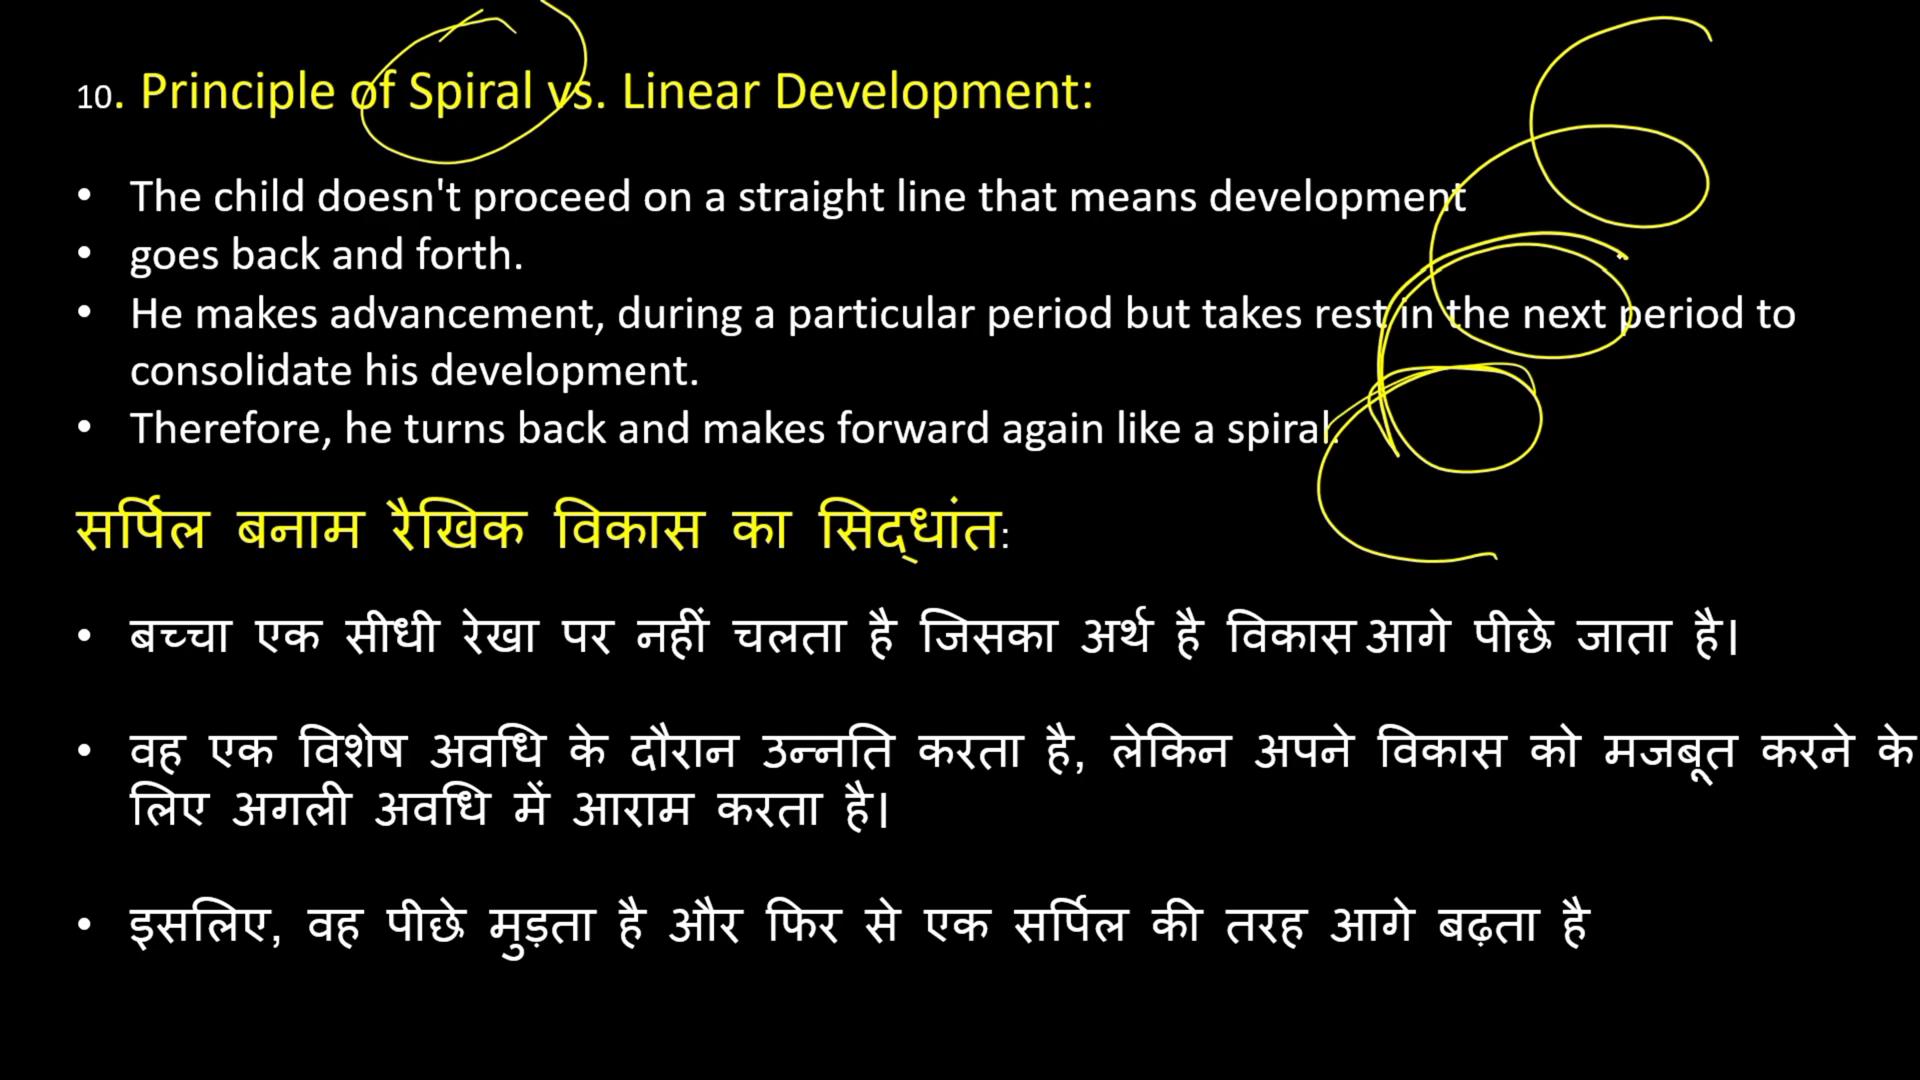 10. Principle of Spiral vs. Linear Development:
• The child doesn't proceed on a straight line that means development
• goes back and forth.
• He makes advancement, during a particular period but takes rest in the next period to
consolidate his development.
• Therefore, he turns back and makes forward again like a spiral.
सर्पिल बनाम रैखिक विकास का सिद्धांत:
• बच्चा एक सीधी रेखा पर नहीं चलता है जिसका अर्थ है विकास आगे पीछे जाता है।
• वह एक विशेष अवधि के दौरान उन्नति करता है, लेकिन अपने विकास को मजबूत करने के
लिए अगली अवधि में आराम करता है।
• इसलिए, वह पीछे मुड़ता है और फिर से एक सर्पिल की तरह आगे बढ़ता है